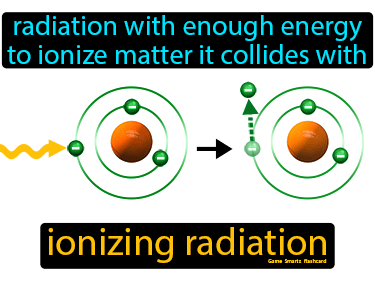 radiation with enough energy
to ionize matter it collides with
ionizing radiation
Game Smartz flashcard